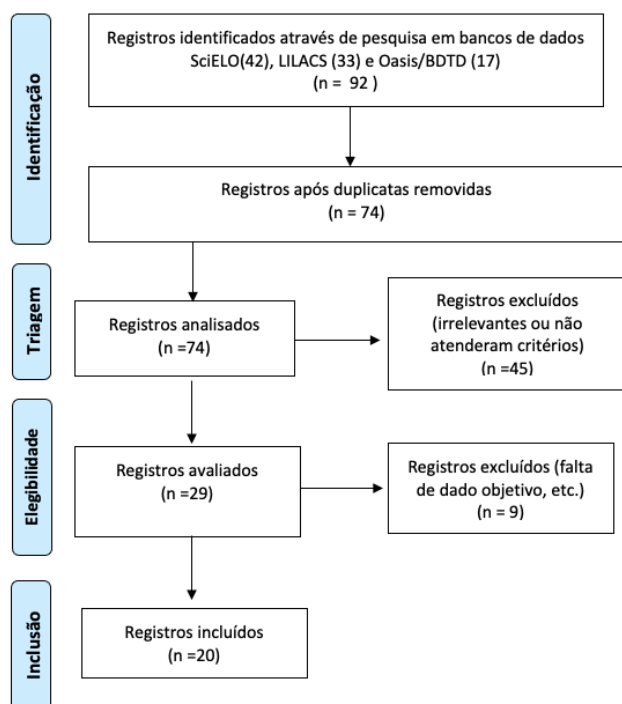 Identificação
Registros identificados através de pesquisa em bancos de dados
SciELO(42), LILACS (33) e Oasis/BDTD (17)
(n = 92 )
Registros após duplicatas removidas
(n = 74)
Triagem
Registros analisados
(n =74)
Registros excluídos
(irrelevantes ou não
atenderam critérios)
(n =45)
Elegibilidade
Registros avaliados
(n =29)
Registros excluídos (falta
de dado objetivo, etc.)
(n = 9)
Inclusão
Registros incluídos
(n =20)